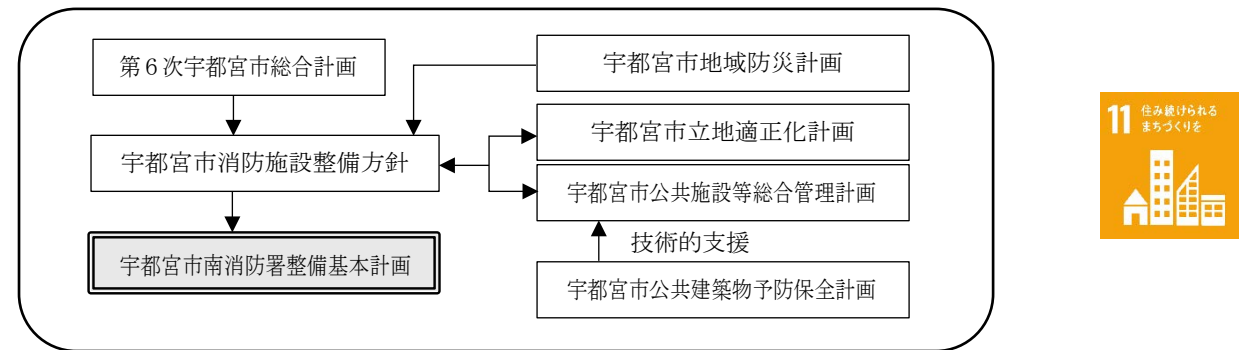 第6次宇都宮市総合計画
宇都宮市地域防災計画
宇都宮市消防施設整備方針
宇都宮市立地適正化計画
宇都宮市公共施設等総合管理計画
技術的支援
宇都宮市南消防署整備基本計画
宇都宮市公共建築物予防保全計画
11 住み続けられる
まちづくりを